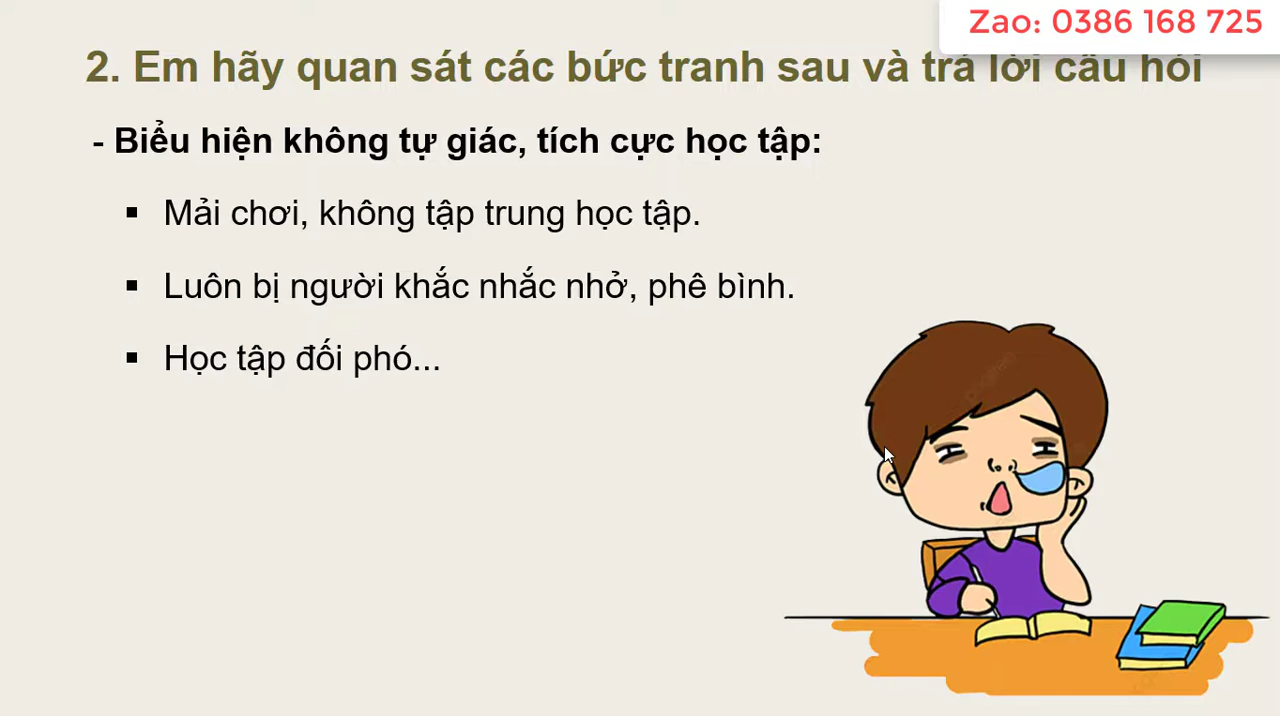 Zao: 0386 168 725
2. Em hãy quan sát các bức tranh sau và trả lời câu hỏi
- Biểu hiện không tự giác, tích cực học tập:
▪ Mải chơi, không tập trung học tập.
▪ Luôn bị người khắc nhắc nhở, phê bình.
▪ Học tập đối phó...